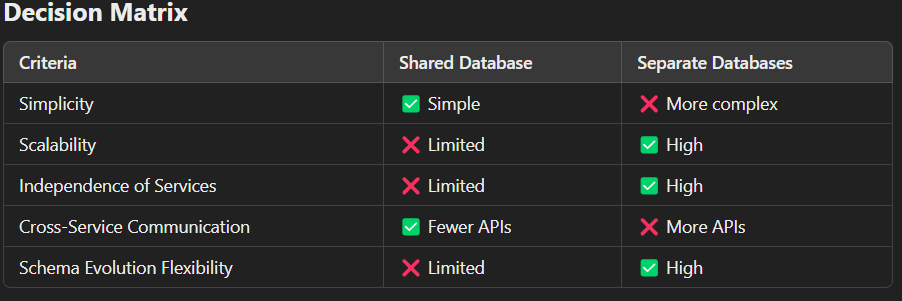 Decision Matrix
Criteria Shared Database Separate Databases
Simplicity ✅ Simple ❌ More complex
Scalability ❌ Limited ✅ High
Independence of Services ❌ Limited ✅ High
Cross-Service Communication ✅ Fewer APIs ❌ More APIs
Schema Evolution Flexibility ❌ Limited ✅ High